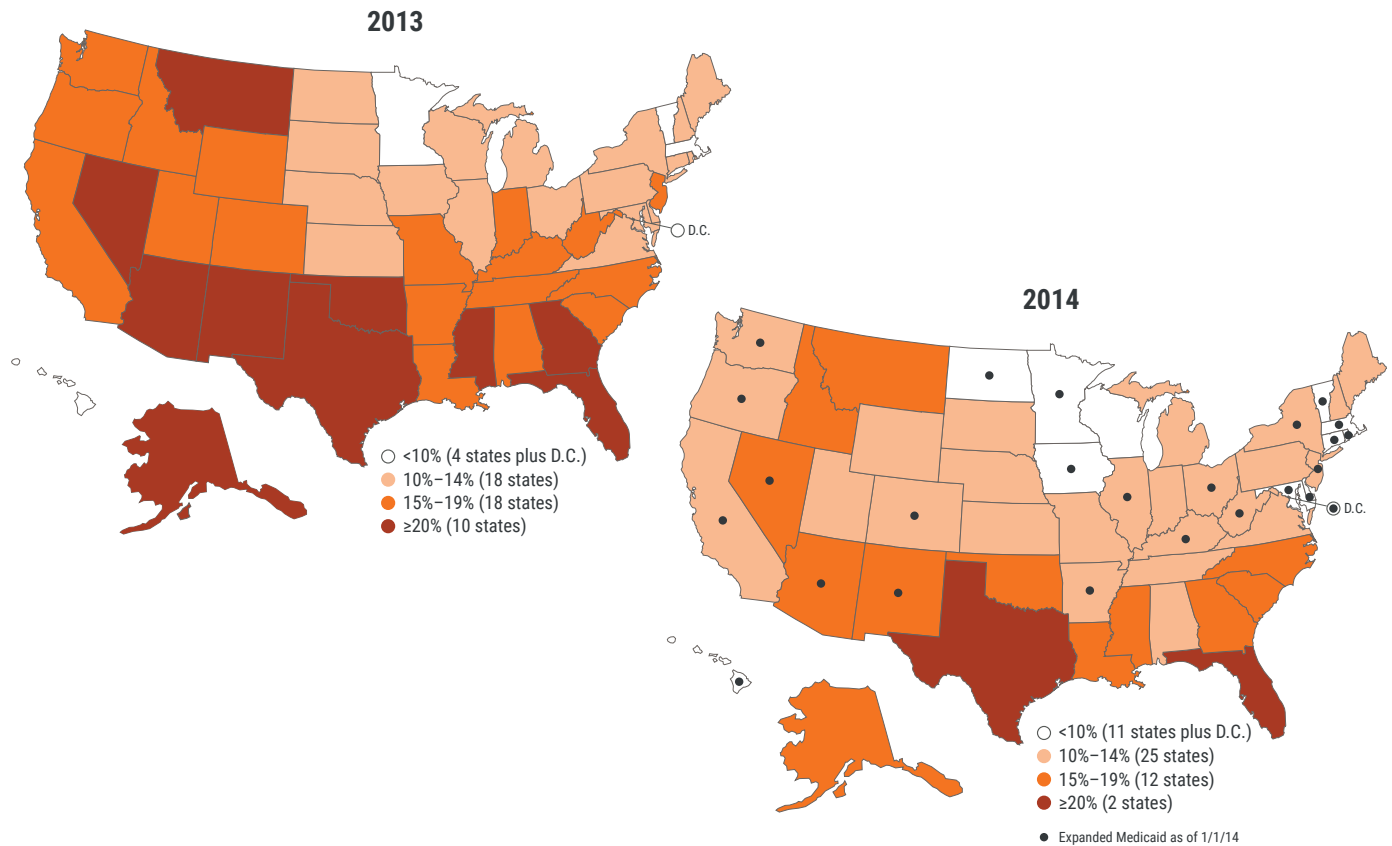 2013
D.C.
<10% (4 states plus D.C.)
10%–14% (18 states)
15%–19% (18 states)
≥20% (10 states)
2014
D.C.
<10% (11 states plus D.C.)
10%–14% (25 states)
15%–19% (12 states)
≥20% (2 states)
Expanded Medicaid as of 1/1/14